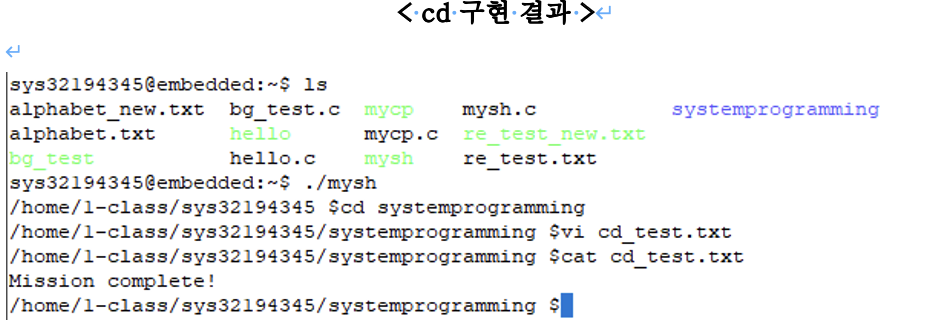 < cd 구현 결과 >
sys32194345@embedded:~$ ls
alphabet_new.txt  bg_test.c  mycp    mysh.c           systemprogramming
alphabet.txt      hello      mycp.c  re_test_new.txt
bg_test           hello.c    mysh    re_test.txt
sys32194345@embedded:~$ ./mysh
/home/1-class/sys32194345 $cd systemprogramming
/home/1-class/sys32194345/systemprogramming $vi cd_test.txt
/home/1-class/sys32194345/systemprogramming $cat cd_test.txt
Mission complete!
/home/1-class/sys32194345/systemprogramming $